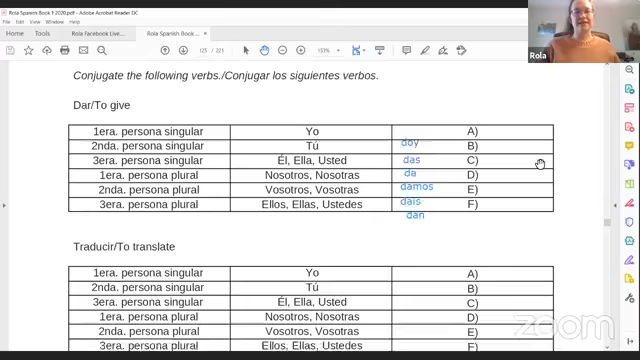 Rola Spanish Book 1 2020.pdf - Adobe Acrobat Reader DC
File Edit View Window Help
Home Tools Rola Facebook Live... Rola Spanish Book ... ×
125 / 221 153%
Rola
Conjugate the following verbs./Conjugar los siguientes verbos.
Dar/To give
1era. persona singular Yo A)
2nda. persona singular Tú doy B)
3era. persona singular Él, Ella, Usted das C)
1era. persona plural Nosotros, Nosotras da D)
2nda. persona plural Vosotros, Vosotras damos E)
3era. persona plural Ellos, Ellas, Ustedes dais F)
dan
Traducir/To translate
1era. persona singular Yo A)
2nda. persona singular Tú B)
3era. persona singular Él, Ella, Usted C)
1era. persona plural Nosotros, Nosotras D)
2nda. persona plural Vosotros, Vosotras E)
3era. persona plural Ellos, Ellas, Ustedes F)
LIVE